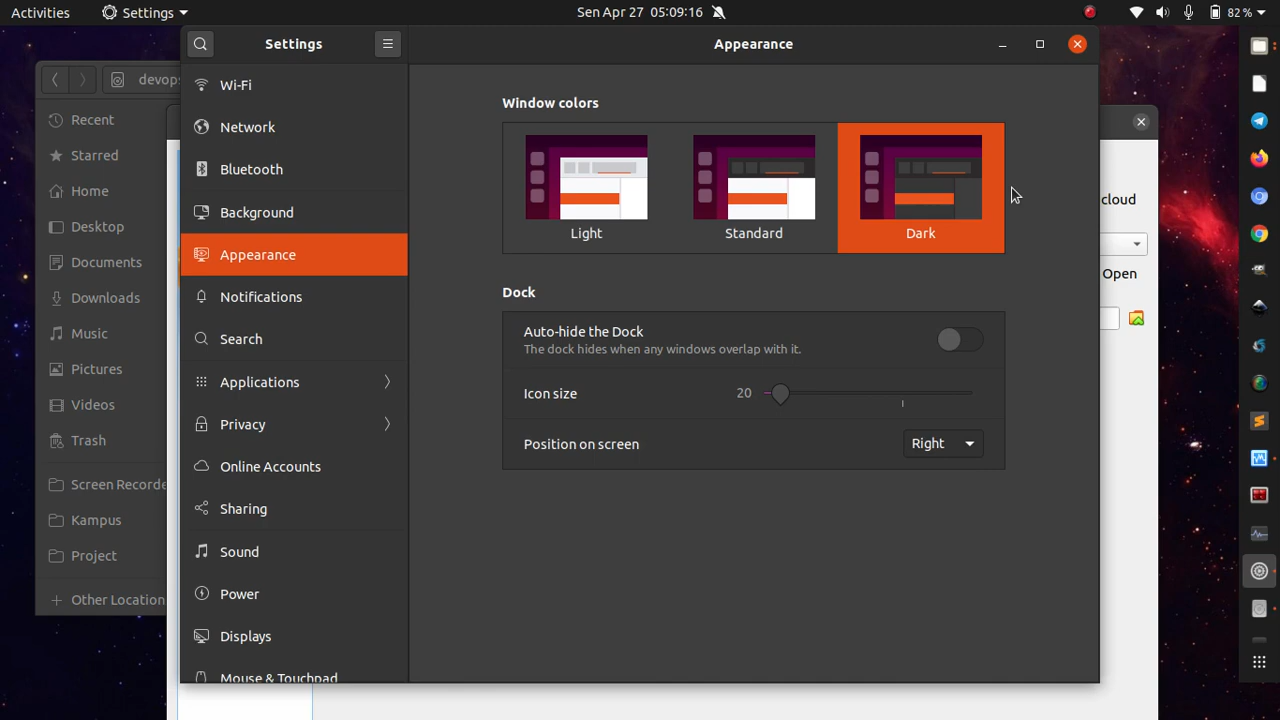 Activities
Settings
Sen Apr 27 05:09:16
82 %
Settings
Appearance
devops
Recent
Starred
Home
Desktop
Documents
Downloads
Music
Pictures
Videos
Trash
Screen Recorde
Kampus
Project
Other Location
Wi-Fi
Network
Bluetooth
Background
Appearance
Notifications
Search
Applications
Privacy
Online Accounts
Sharing
Sound
Power
Displays
Mouse & Touchpad
Window colors
Light
Standard
Dark
Dock
Auto-hide the Dock
The dock hides when any windows overlap with it.
Icon size
20
Position on screen
Right
cloud
Open